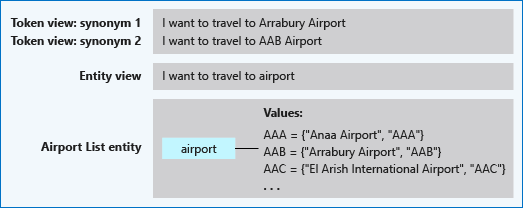 Token view: synonym 1 I want to travel to Arrabury Airport
Token view: synonym 2 I want to travel to AAB Airport
Entity view I want to travel to airport
Values:
AAA = {"Anaa Airport", "AAA"}
Airport List entity airport AAB = {"Arrabury Airport", "AAB"}
AAC = {"El Arish International Airport", "AAC"}
...